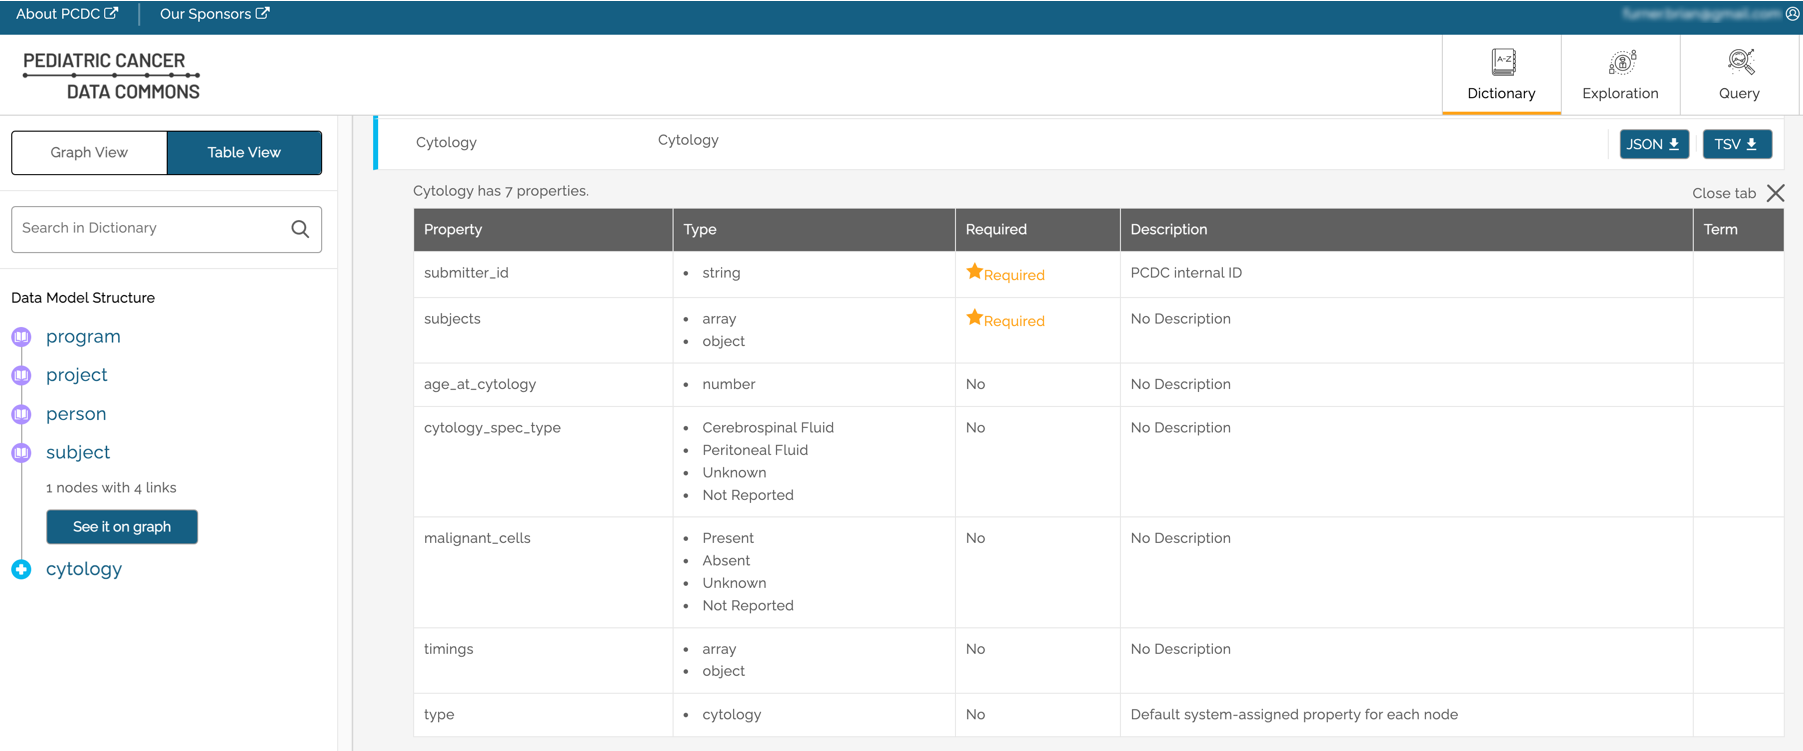 About PCDC
Our Sponsors
PEDIATRIC CANCER
DATA COMMONS
A-Z
Dictionary
Exploration
Query
Graph View
Table View
Search in Dictionary
Data Model Structure
program
project
person
subject
1 nodes with 4 links
See it on graph
cytology
Cytology
Cytology
JSON
TSV
Cytology has 7 properties.
Close tab
Property Type Required Description Term
submitter_id
string
Required
PCDC internal ID
subjects
array
object
Required
No Description
age_at_cytology
number
No
No Description
cytology_spec_type
Cerebrospinal Fluid
Peritoneal Fluid
Unknown
Not Reported
No
No Description
malignant_cells
Present
Absent
Unknown
Not Reported
No
No Description
timings
array
object
No
No Description
type
cytology
No
Default system-assigned property for each node